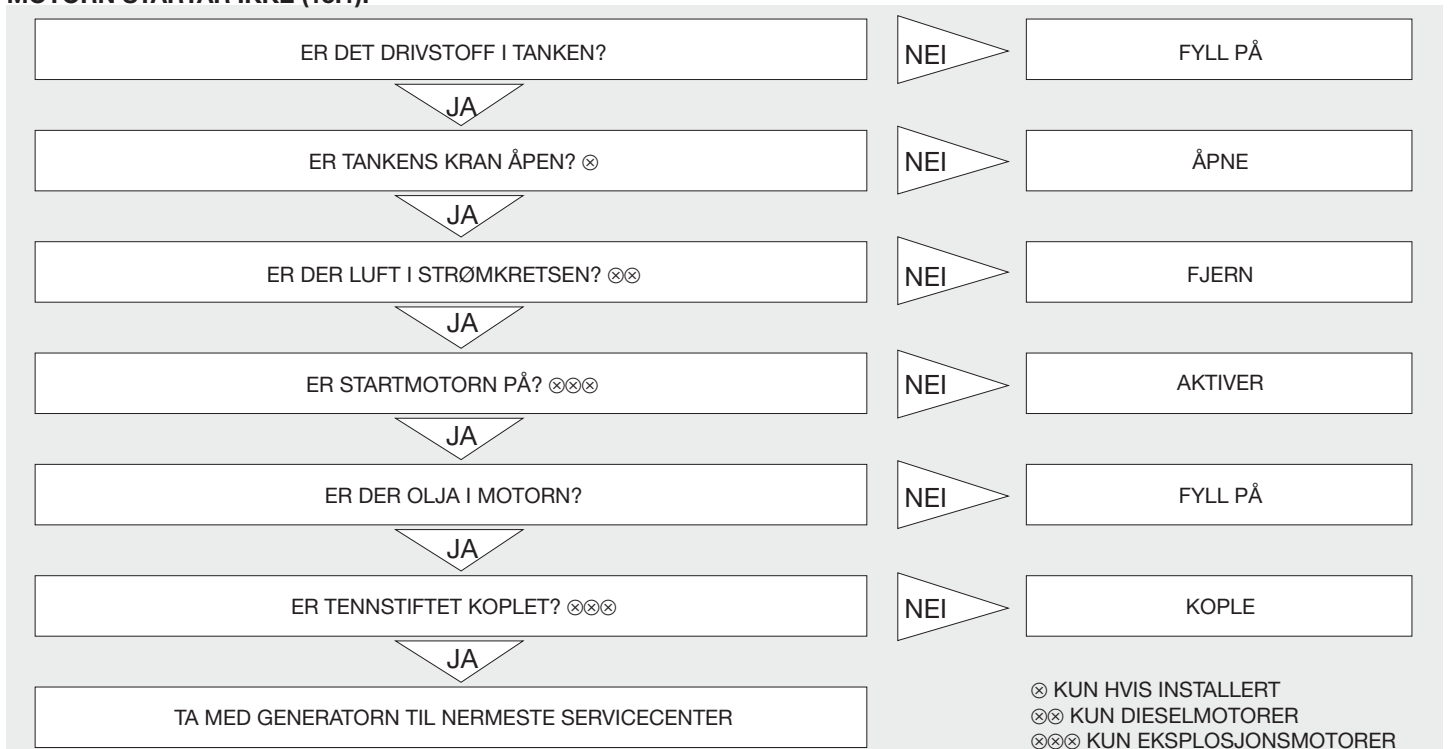 ER DET DRIVSTOFF I TANKEN?
NEI
FYLL PÅ
JA
ER TANKENS KRAN ÅPEN? ⊗
NEI
ÅPNE
JA
ER DER LUFT I STRØMKRETSEN? ⊗⊗
NEI
FJERN
JA
ER STARTMOTORN PÅ? ⊗⊗⊗
NEI
AKTIVER
JA
ER DER OLJA I MOTORN?
NEI
FYLL PÅ
JA
ER TENNSTIFTET KOPLET? ⊗⊗⊗
NEI
KOPLE
JA
TA MED GENERATORN TIL NERMESTE SERVICECENTER
⊗ KUN HVIS INSTALLERT
⊗⊗ KUN DIESELMOTORER
⊗⊗⊗ KUN EKSPLOSJONSMOTORER